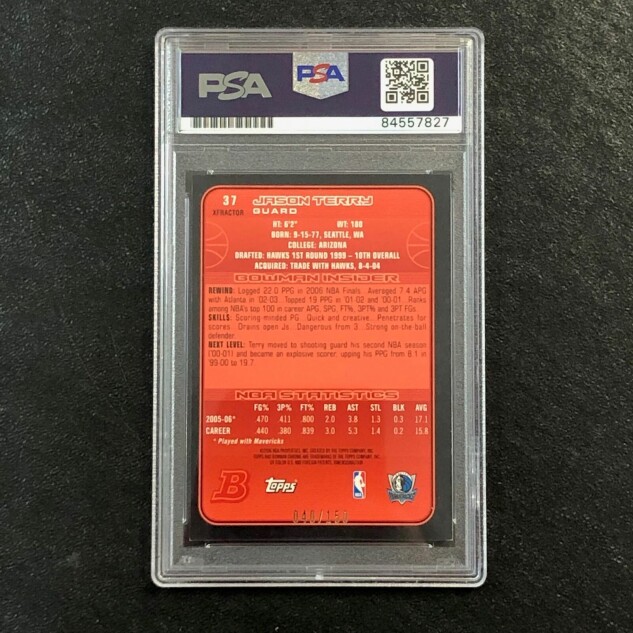 PSA
PSA
84557827
37 JASON TERRY
XFRACTOR GUARD
HT: 6'2" WT: 180
BORN: 9-15-77, SEATTLE, WA
COLLEGE: ARIZONA
DRAFTED: HAWKS 1ST ROUND 1999 – 10TH OVERALL
ACQUIRED: TRADE WITH HAWKS, 8-4-04
BOWMAN INSIDER
REWIND: Logged 22.0 PPG in 2006 NBA Finals. Averaged 7.4 APG
with Atlanta in '02-03. Topped 19 PPG in '01-02 and '00-01. Ranks
among NBA's top 100 in career APG, SPG, FT%, 3PT% and 3PT FGs.
SKILLS: Scoring minded PG. Quick and creative. Penetrates for
scores. Drains open Js. Dangerous from 3. Strong on-the-ball
defender.
NEXT LEVEL: Terry moved to shooting guard his second NBA season
('00-01) and became an explosive scorer, upping his PPG from 8.1 in
'99-00 to 19.7.
NBA STATISTICS
FG% 3P% FT% REB AST STL BLK AVG
2005-06* .470 .411 .800 2.0 3.8 1.3 0.3 17.1
CAREER .440 .380 .839 3.0 5.3 1.4 0.2 15.8
* Played with Mavericks
B Topps NBA
040/150